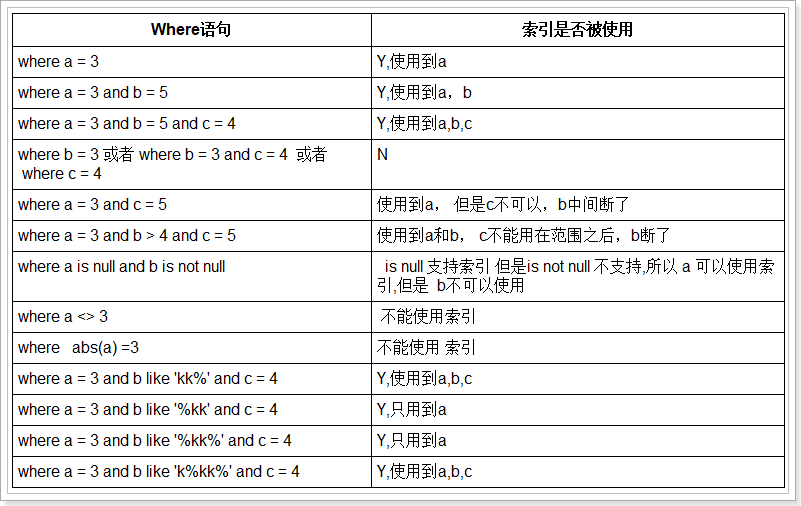 Where语句 索引是否被使用
where a = 3 Y,使用到a
where a = 3 and b = 5 Y,使用到a，b
where a = 3 and b = 5 and c = 4 Y,使用到a,b,c
where b = 3 或者 where b = 3 and c = 4 或者
where c = 4
N
where a = 3 and c = 5 使用到a， 但是c不可以，b中间断了
where a = 3 and b > 4 and c = 5 使用到a和b， c不能用在范围之后，b断了
where a is null and b is not null
is null 支持索引 但是is not null 不支持,所以 a 可以使用索
引,但是 b不可以使用
where a <> 3 不能使用索引
where abs(a) =3 不能使用 索引
where a = 3 and b like 'kk%' and c = 4 Y,使用到a,b,c
where a = 3 and b like '%kk' and c = 4 Y,只用到a
where a = 3 and b like '%kk%' and c = 4 Y,只用到a
where a = 3 and b like 'k%kk%' and c = 4 Y,使用到a,b,c